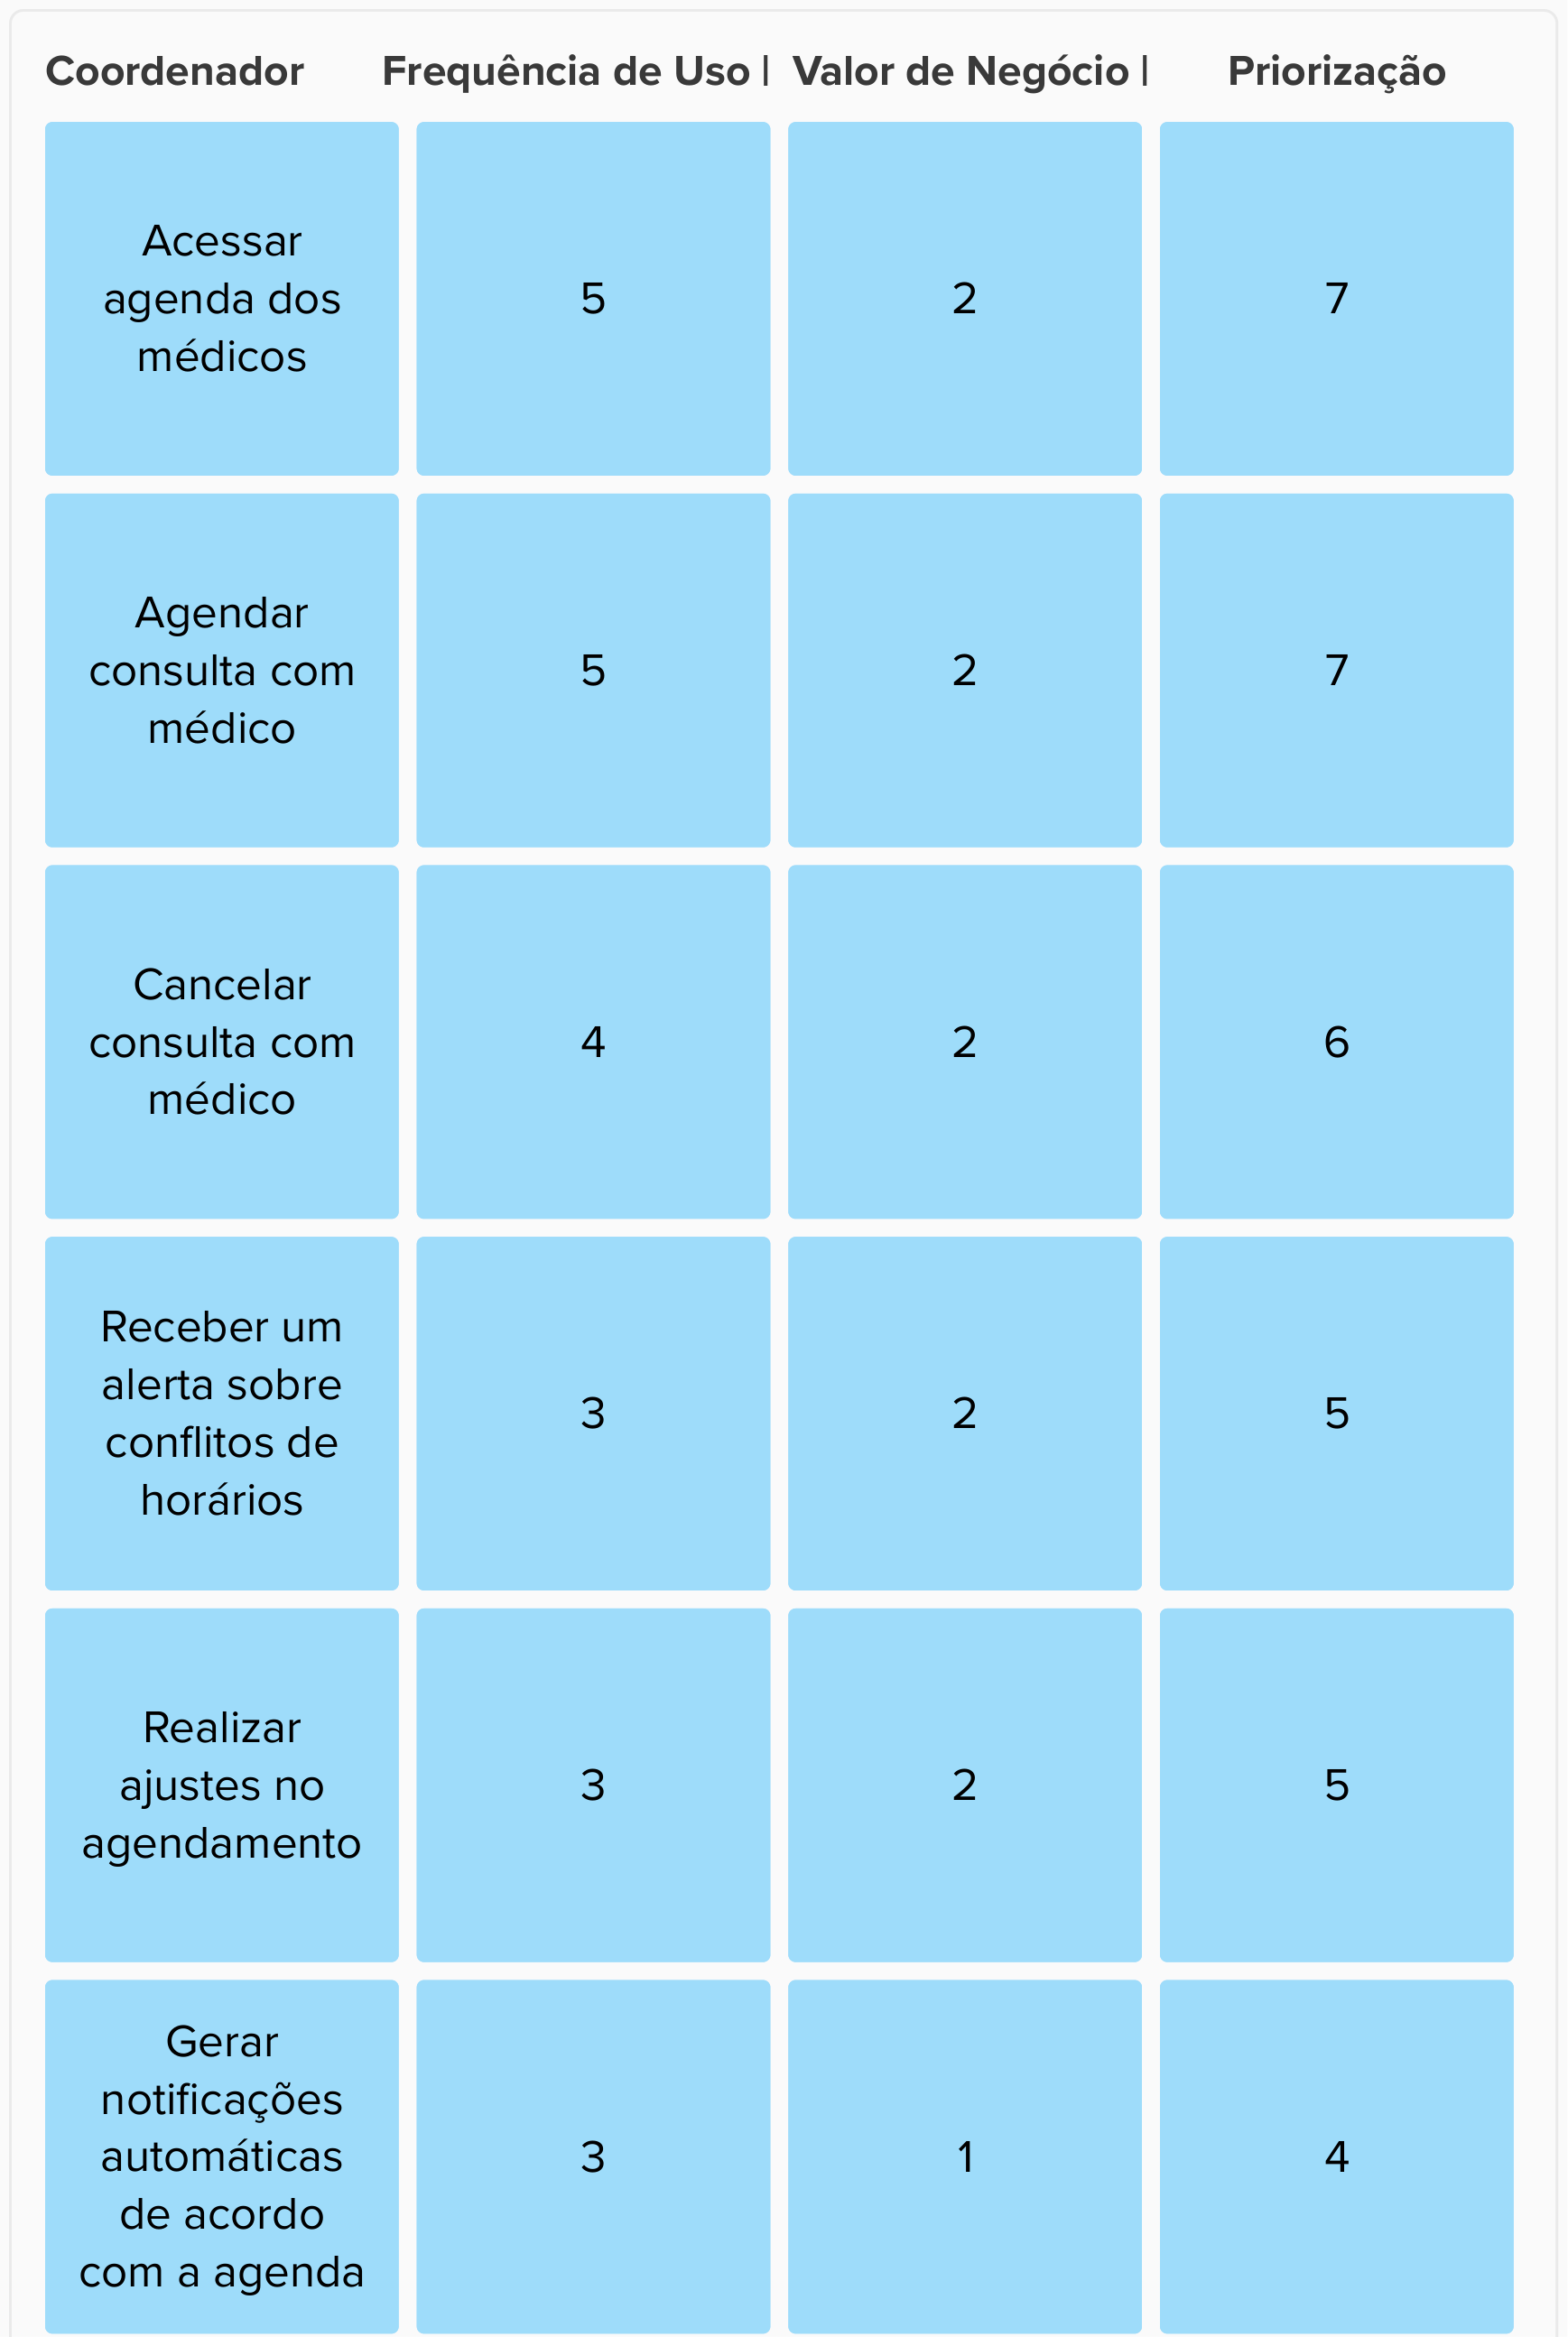 Coordenador Frequência de Uso | Valor de Negócio | Priorização
Acessar
agenda dos
médicos
5
2
7
Agendar
consulta com
médico
5
2
7
Cancelar
consulta com
médico
4
2
6
Receber um
alerta sobre
conflitos de
horários
3
2
5
Realizar
ajustes no
agendamento
3
2
5
Gerar
notificações
automáticas
de acordo
com a agenda
3
1
4